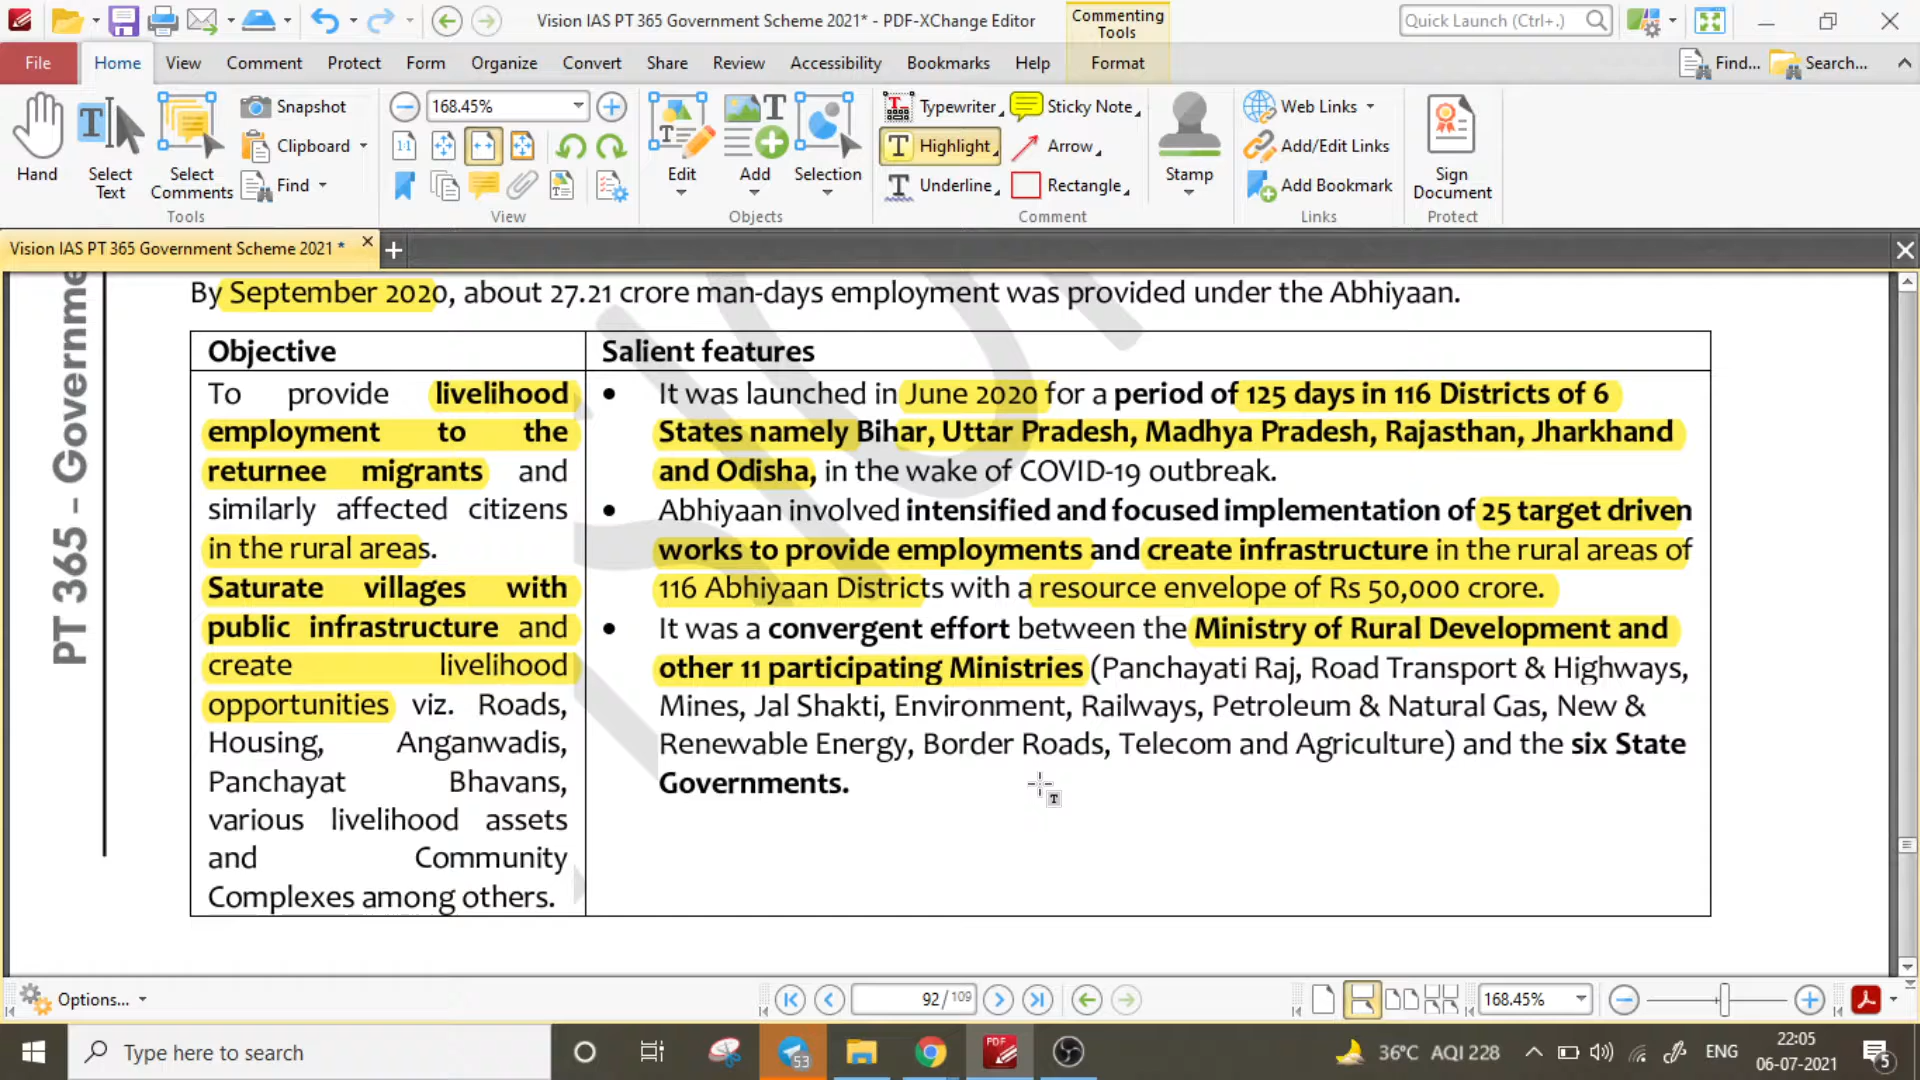 Vision IAS PT 365 Government Scheme 2021* - PDF-XChange Editor
Commenting Tools
Quick Launch (Ctrl+.)
File Home View Comment Protect Form Organize Convert Share Review Accessibility Bookmarks Help Format Find... Search...
Hand
Select Text
Select Comments
Snapshot
Clipboard
Find
Tools
168.45%
View
Edit
Add
Selection
Objects
Typewriter
Highlight
Underline
Sticky Note
Arrow
Rectangle
Stamp
Comment
Web Links
Add/Edit Links
Add Bookmark
Links
Sign Document
Protect
Vision IAS PT 365 Government Scheme 2021 *
PT 365 - Governme
By September 2020, about 27.21 crore man-days employment was provided under the Abhiyaan.
Objective
To provide livelihood
employment to the
returnee migrants and
similarly affected citizens
in the rural areas.
Saturate villages with
public infrastructure and
create livelihood
opportunities viz. Roads,
Housing, Anganwadis,
Panchayat Bhavans,
various livelihood assets
and Community
Complexes among others.
Salient features
• It was launched in June 2020 for a period of 125 days in 116 Districts of 6
States namely Bihar, Uttar Pradesh, Madhya Pradesh, Rajasthan, Jharkhand
and Odisha, in the wake of COVID-19 outbreak.
• Abhiyaan involved intensified and focused implementation of 25 target driven
works to provide employments and create infrastructure in the rural areas of
116 Abhiyaan Districts with a resource envelope of Rs 50,000 crore.
• It was a convergent effort between the Ministry of Rural Development and
other 11 participating Ministries (Panchayati Raj, Road Transport & Highways,
Mines, Jal Shakti, Environment, Railways, Petroleum & Natural Gas, New &
Renewable Energy, Border Roads, Telecom and Agriculture) and the six State
Governments.
Options...
92 / 109
168.45%
Type here to search
53
PDF
36°C AQI 228
ENG
22:05
06-07-2021
5